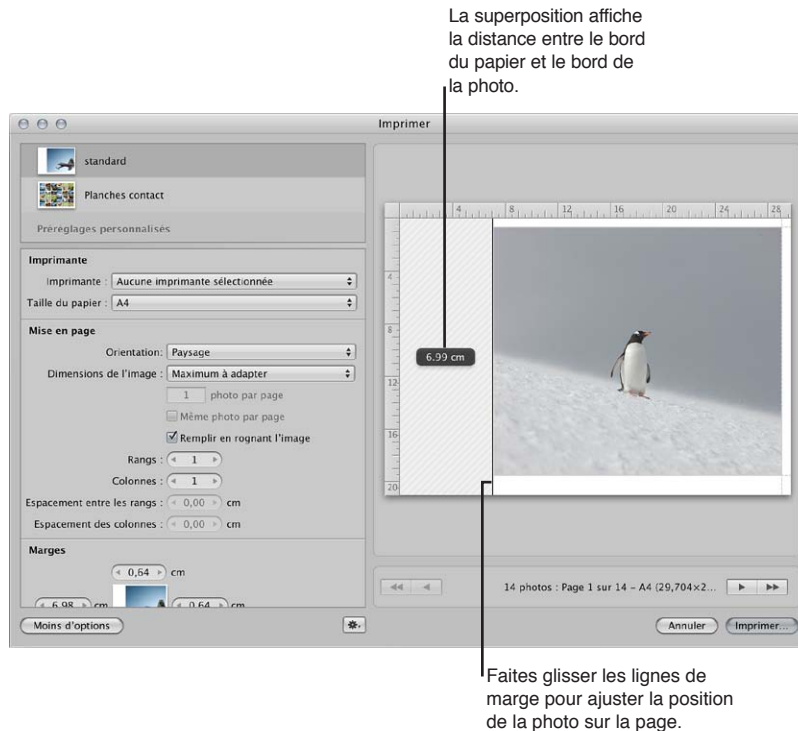 La superposition affiche
la distance entre le bord
du papier et le bord de
la photo.
Imprimer
standard
Planches contact
Préréglages personnalisés
Imprimante
Imprimante : Aucune imprimante sélectionnée
Taille du papier : A4
Mise en page
Orientation: Paysage
Dimensions de l'image : Maximum à adapter
1 photo par page
Même photo par page
Remplir en rognant l'image
Rangs : 1
Colonnes : 1
Espacement entre les rangs : 0,00 cm
Espacement des colonnes : 0,00 cm
Marges
0,64 cm
6,98 cm 0,64 cm
Moins d'options
4 8 12 16 20 24 28
4
8
12
16
20
6.99 cm
14 photos : Page 1 sur 14 – A4 (29,704×2...
Annuler Imprimer...
Faites glisser les lignes de
marge pour ajuster la position
de la photo sur la page.